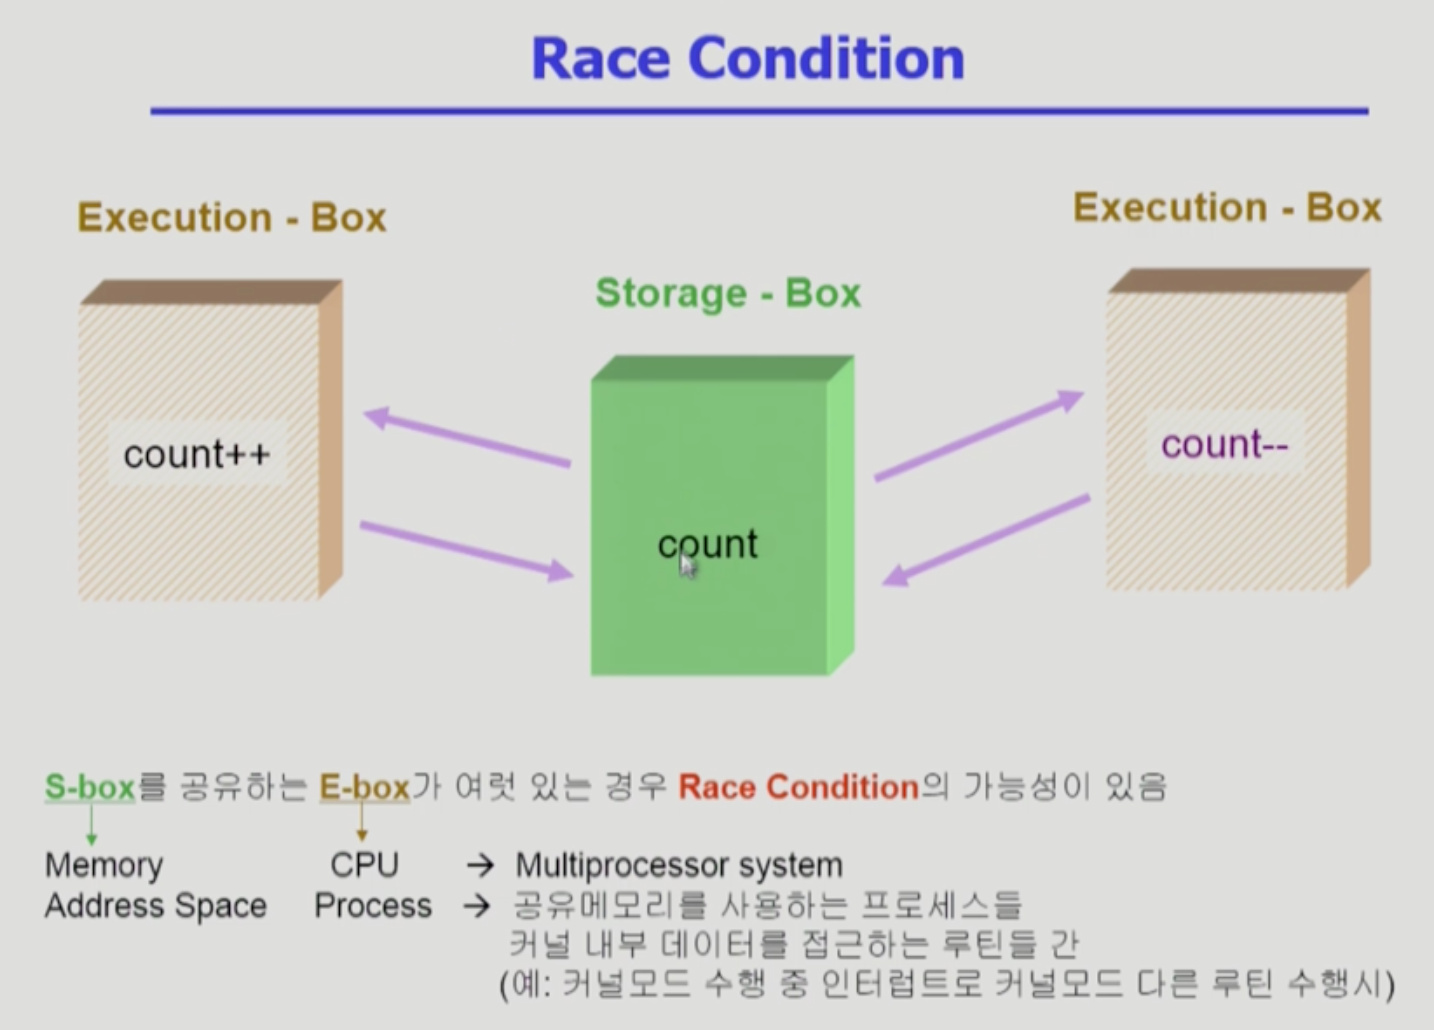 Race Condition
Execution - Box
Execution - Box
Storage - Box
count++
count--
count
S-box를 공유하는 E-box가 여럿 있는 경우 Race Condition의 가능성이 있음
Memory CPU → Multiprocessor system
Address Space Process → 공유메모리를 사용하는 프로세스들
커널 내부 데이터를 접근하는 루틴들 간
(예: 커널모드 수행 중 인터럽트로 커널모드 다른 루틴 수행시)